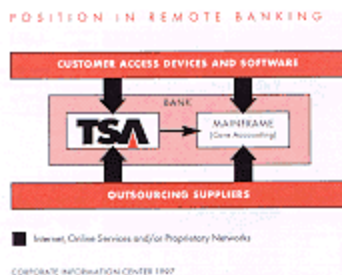 POSITION IN REMOTE BANKING
CUSTOMER ACCESS DEVICES AND SOFTWARE
BANK
TSA
MAINFRAME
(Core Accounting)
OUTSOURCING SUPPLIERS
Internet, Online Services and/or Proprietary Networks
CORPORATE INFORMATION CENTER 1997